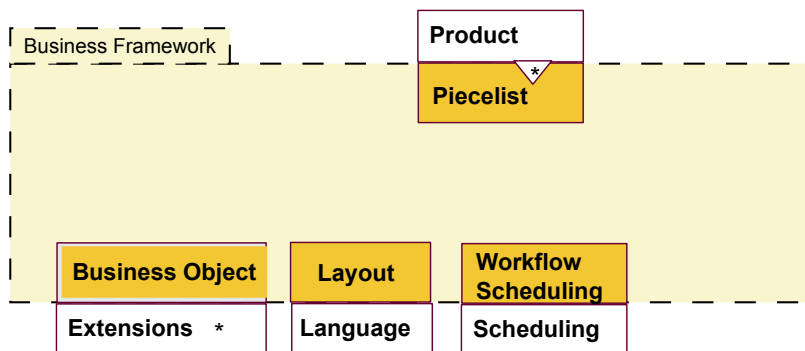 Product
Business Framework
*
Piecelist
Business Object
Layout
Workflow
Scheduling
Extensions *
Language
Scheduling